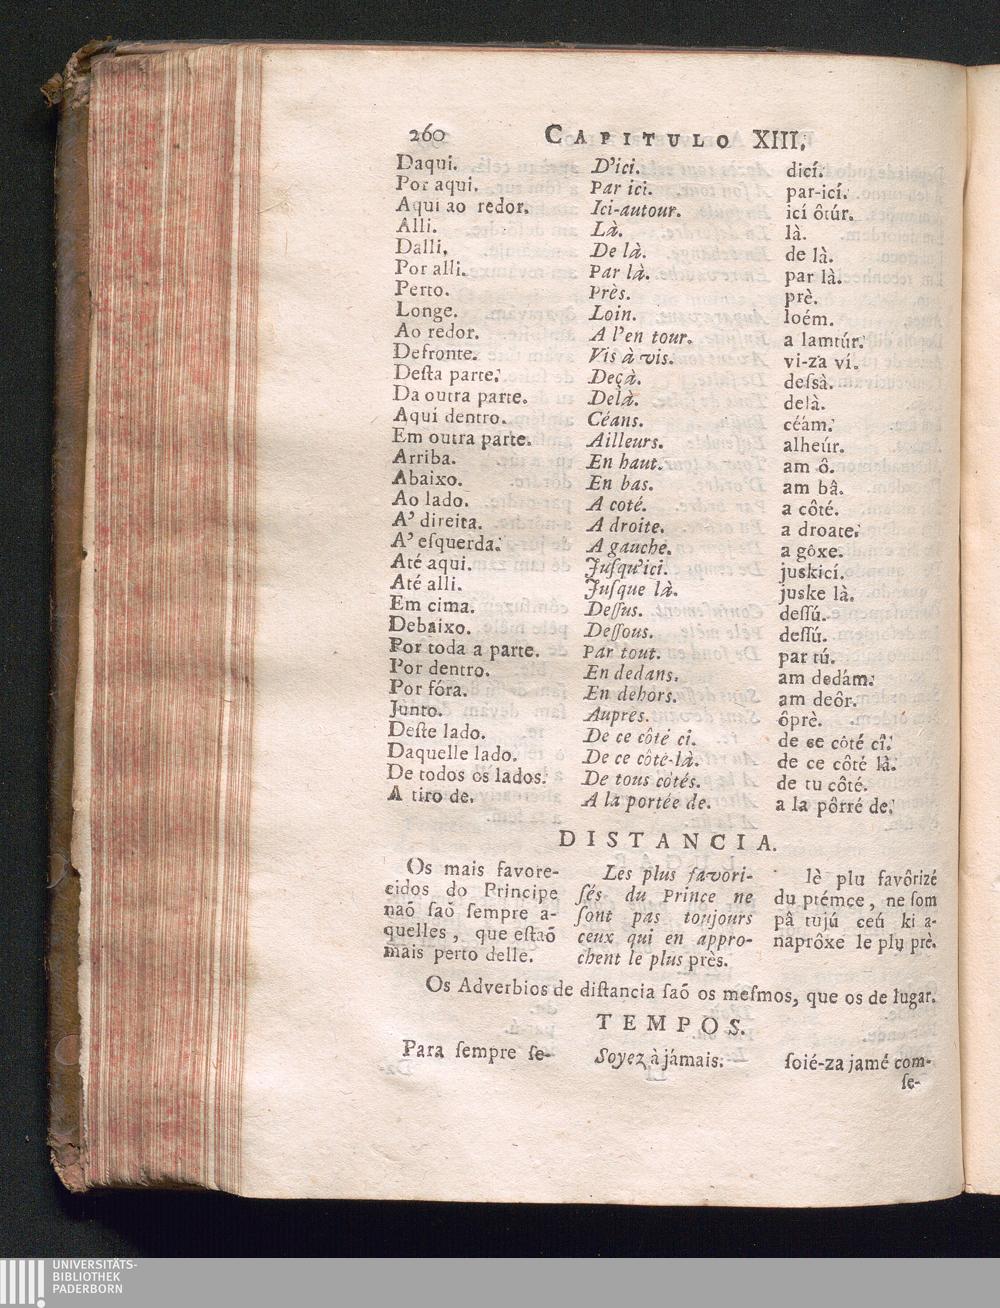 260 CAPITULO XIII.
Daqui. D'ici. dicí.
Por aqui. Par ici. par-icí.
Aqui ao redor. Ici-autour. icí ôtúr.
Alli. Là. là.
Dalli. De là. de là.
Por alli. Par là. par là.
Perto. Près. prè.
Longe. Loin. loém.
Ao redor. A l'en tour. a lamtúr.
Defronte. Vis à vis. vi-za ví.
Deſta parte. Deçà. deſsà.
Da outra parte. Delà. delà.
Aqui dentro. Céans. céám.
Em outra parte. Ailleurs. alheúr.
Arriba. En haut. am ô.
Abaixo. En bas. am bâ.
Ao lado. A coté. a côté.
A' direita. A droite. a droate.
A' eſquerda. A gauche. a gôxe.
Até aqui. Juſqu'ici. juskicí.
Até alli. Juſque là. juske là.
Em cima. Deſſus. deſſú.
Debaixo. Deſſous. deſſú.
Por toda a parte. Par tout. par tú.
Por dentro. En dedans. am dedám.
Por fóra. En dehors. am deôr.
Junto. Aupres. ôprè.
Deſte lado. De ce côté ci. de ce côté cî.
Daquelle lado. De ce côté-là. de ce côté là.
De todos os lados. De tous còtés. de tu côté.
A tiro de. A la portée de. a la pôrré de.
DISTANCIA.
Os mais favore- Les plus favori- lè plu favôrizé
cidos do Principe ſés du Prince ne du prémce, ne ſom
naõ ſaõ ſempre a- ſont pas toujours pâ tujú ceú ki a-
quelles, que eſtaõ ceux qui en appro- naprôxe le plu prè.
mais perto delle. chent le plus près.
Os Adverbios de diſtancia ſaõ os meſmos, que os de lugar.
TEMPOS.
Para ſempre ſe- Soyez à jámais. ſoié-za jamé com-
ſe-
UNIVERSITÄTS-
BIBLIOTHEK
PADERBORN